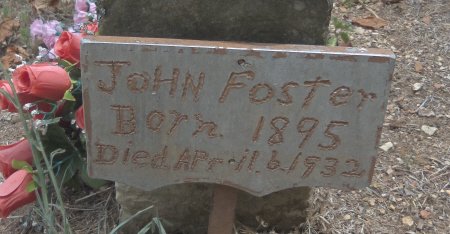 JOHN FOSTER
Born 1895
Died APril 6 1932